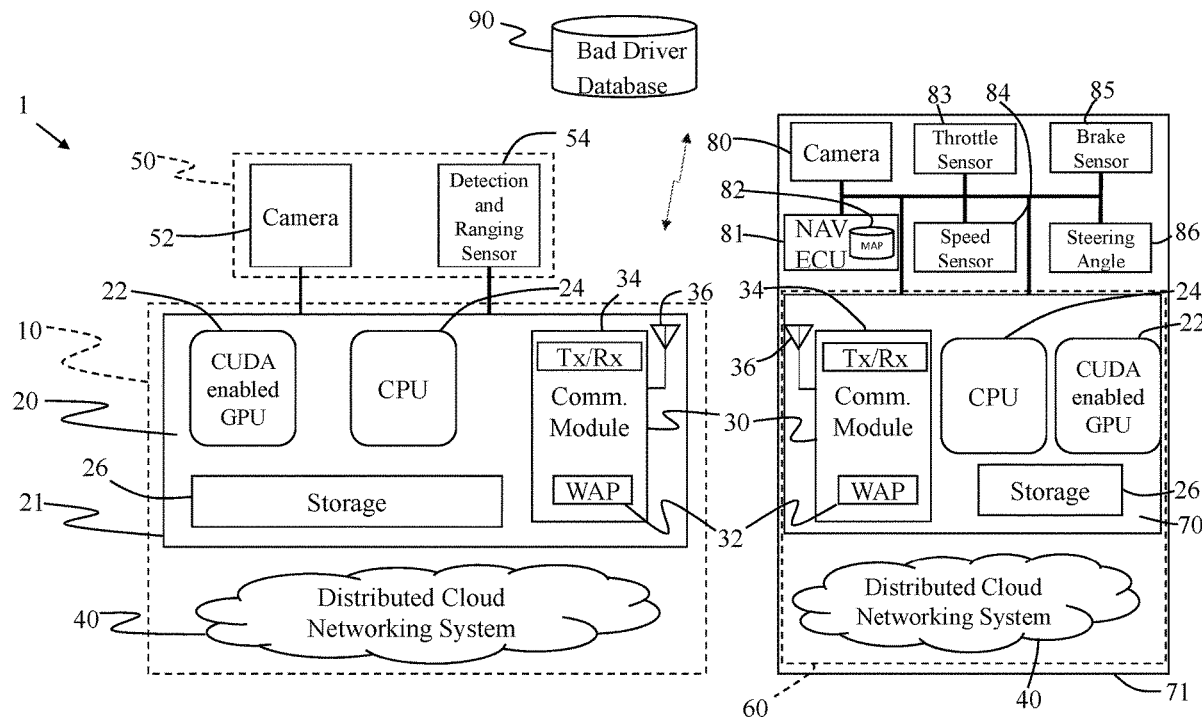 90
Bad Driver
Database
1
50
54
Camera
52
Detection
and
Ranging
Sensor
83
84
85
80
Camera
Throttle
Sensor
Brake
Sensor
82
81
NAV
ECU
MAP
Speed
Sensor
Steering
Angle
86
22
24
34
36
10
CUDA
enabled
GPU
CPU
Tx/Rx
Comm.
Module
WAP
20
26
Storage
21
30
32
34
24
22
36
Tx/Rx
Comm.
Module
WAP
CPU
CUDA
enabled
GPU
Storage
26
70
Distributed Cloud
Networking System
40
Distributed Cloud
Networking System
60
40
71